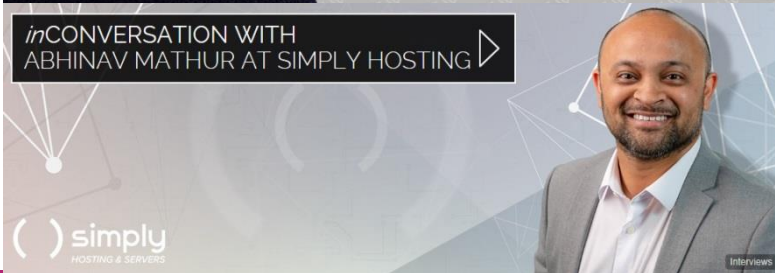 inCONVERSATION WITH
ABHINAV MATHUR AT SIMPLY HOSTING
simply
HOSTING & SERVERS
Interviews